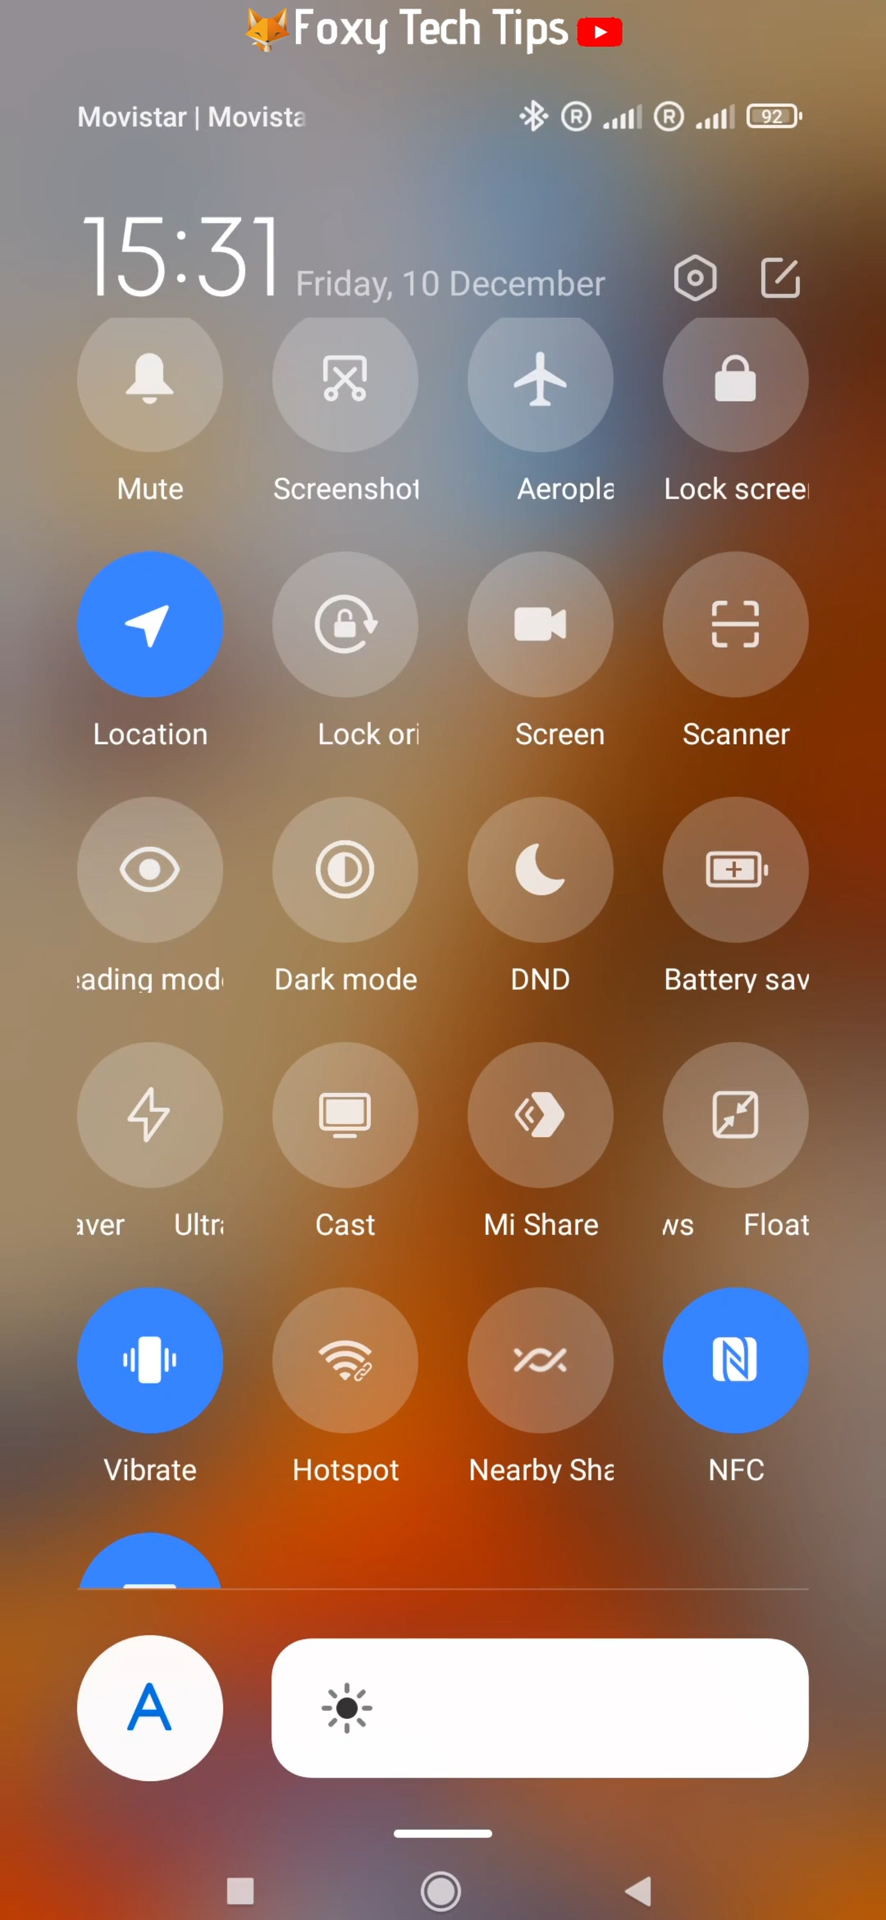 Foxy Tech Tips
Movistar | Movista
R R 92
15:31 Friday, 10 December
Mute Screenshot Aeropla Lock scree
Location Lock ori Screen Scanner
eading mod Dark mode DND Battery sav
aver Ultr Cast Mi Share ws Float
Vibrate Hotspot Nearby Sha NFC
A